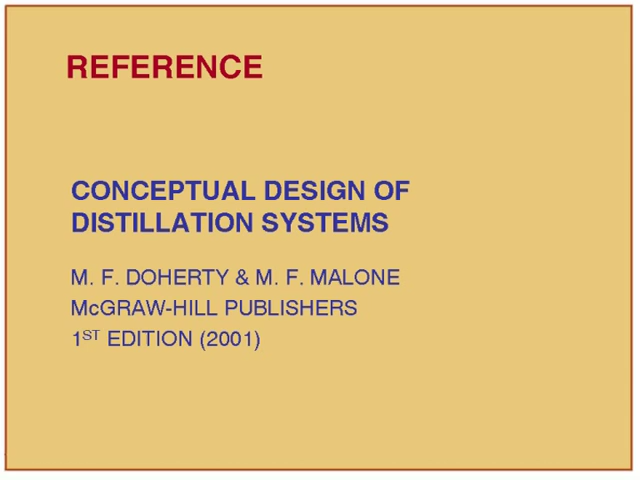 REFERENCE
CONCEPTUAL DESIGN OF
DISTILLATION SYSTEMS
M. F. DOHERTY & M. F. MALONE
McGRAW-HILL PUBLISHERS
1ST EDITION (2001)